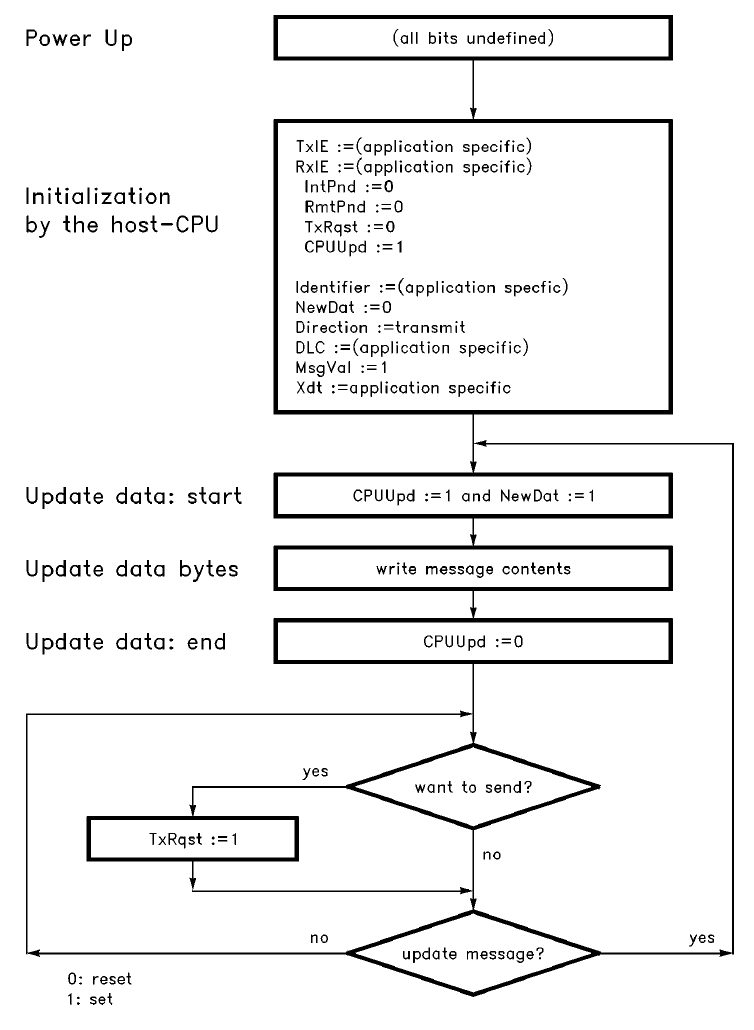 Power Up
(all bits undefined)
Initialization
by the host-CPU
TxIE :=(application specific)
RxIE :=(application specific)
IntPnd :=0
RmtPnd :=0
TxRqst :=0
CPUUpd :=1
Identifier :=(application specfic)
NewDat :=0
Direction :=transmit
DLC :=(application specific)
MsgVal :=1
Xdt :=application specific
Update data: start
CPUUpd :=1 and NewDat :=1
Update data bytes
write message contents
Update data: end
CPUUpd :=0
yes
want to send?
TxRqst :=1
no
no
update message?
yes
0: reset
1: set